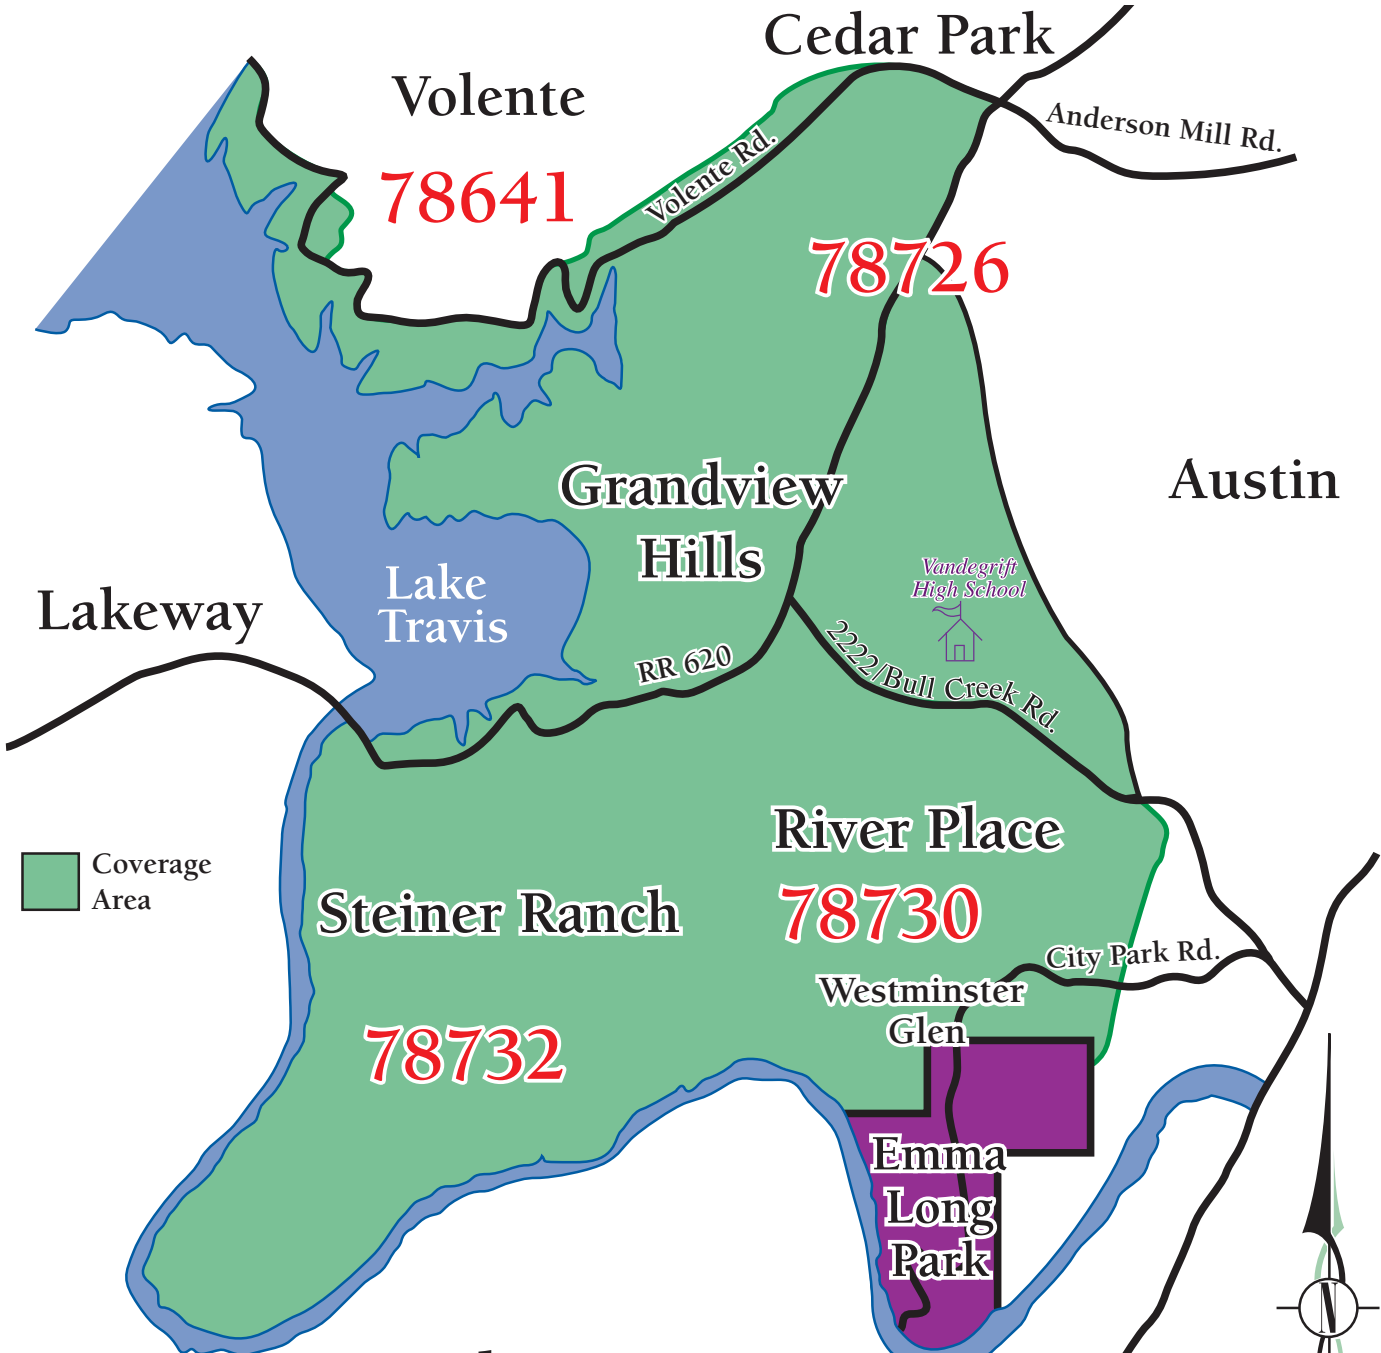 Cedar Park
Volente
Anderson Mill Rd.
Volente Rd.
78641
78726
Austin
Grandview
Hills
Vandegrift
High School
Lake
Travis
Lakeway
RR 620
2222/Bull Creek Rd.
River Place
Coverage
Area
Steiner Ranch
78730
City Park Rd.
Westminster
Glen
78732
Emma
Long
Park
N